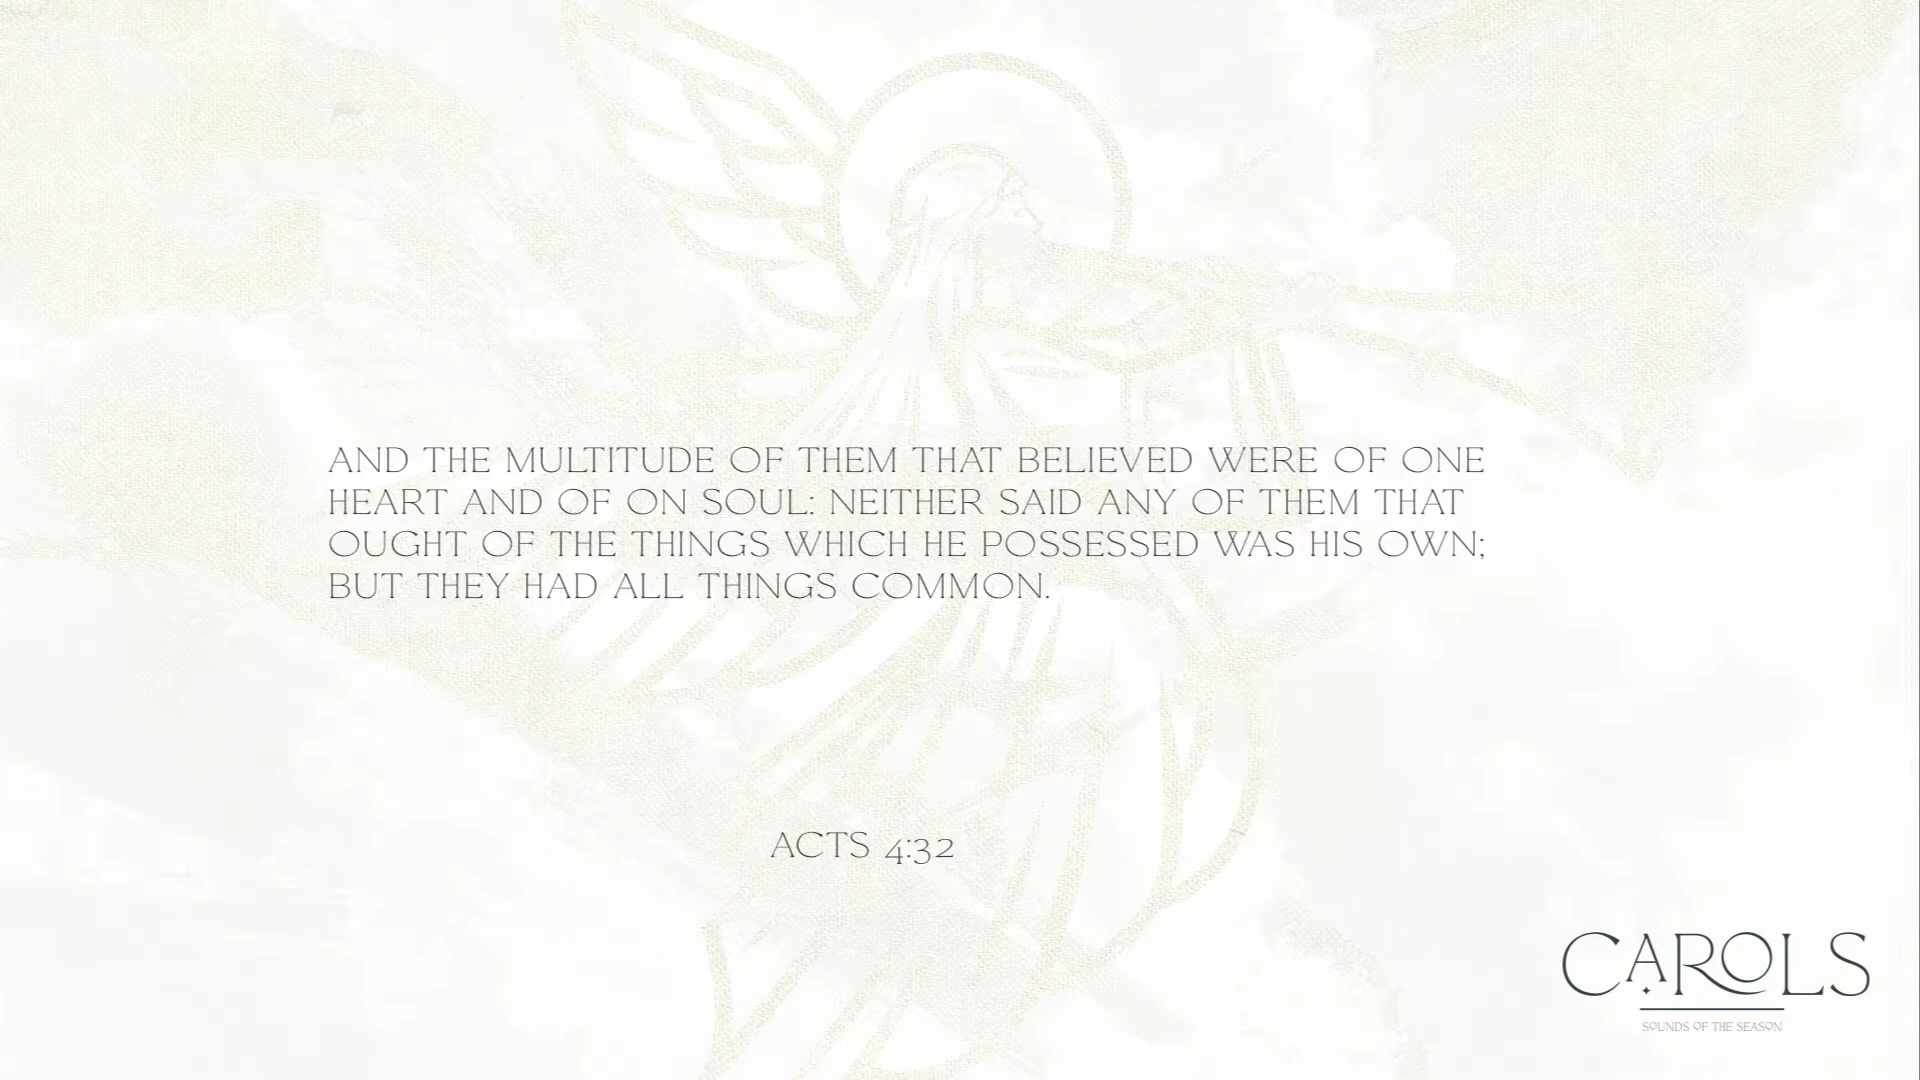 AND THE MULTITUDE OF THEM THAT BELIEVED WERE OF ONE
HEART AND OF ON SOUL: NEITHER SAID ANY OF THEM THAT
OUGHT OF THE THINGS WHICH HE POSSESSED WAS HIS OWN;
BUT THEY HAD ALL THINGS COMMON.
ACTS 4:32
CAROLS
SOUNDS OF THE SEASON